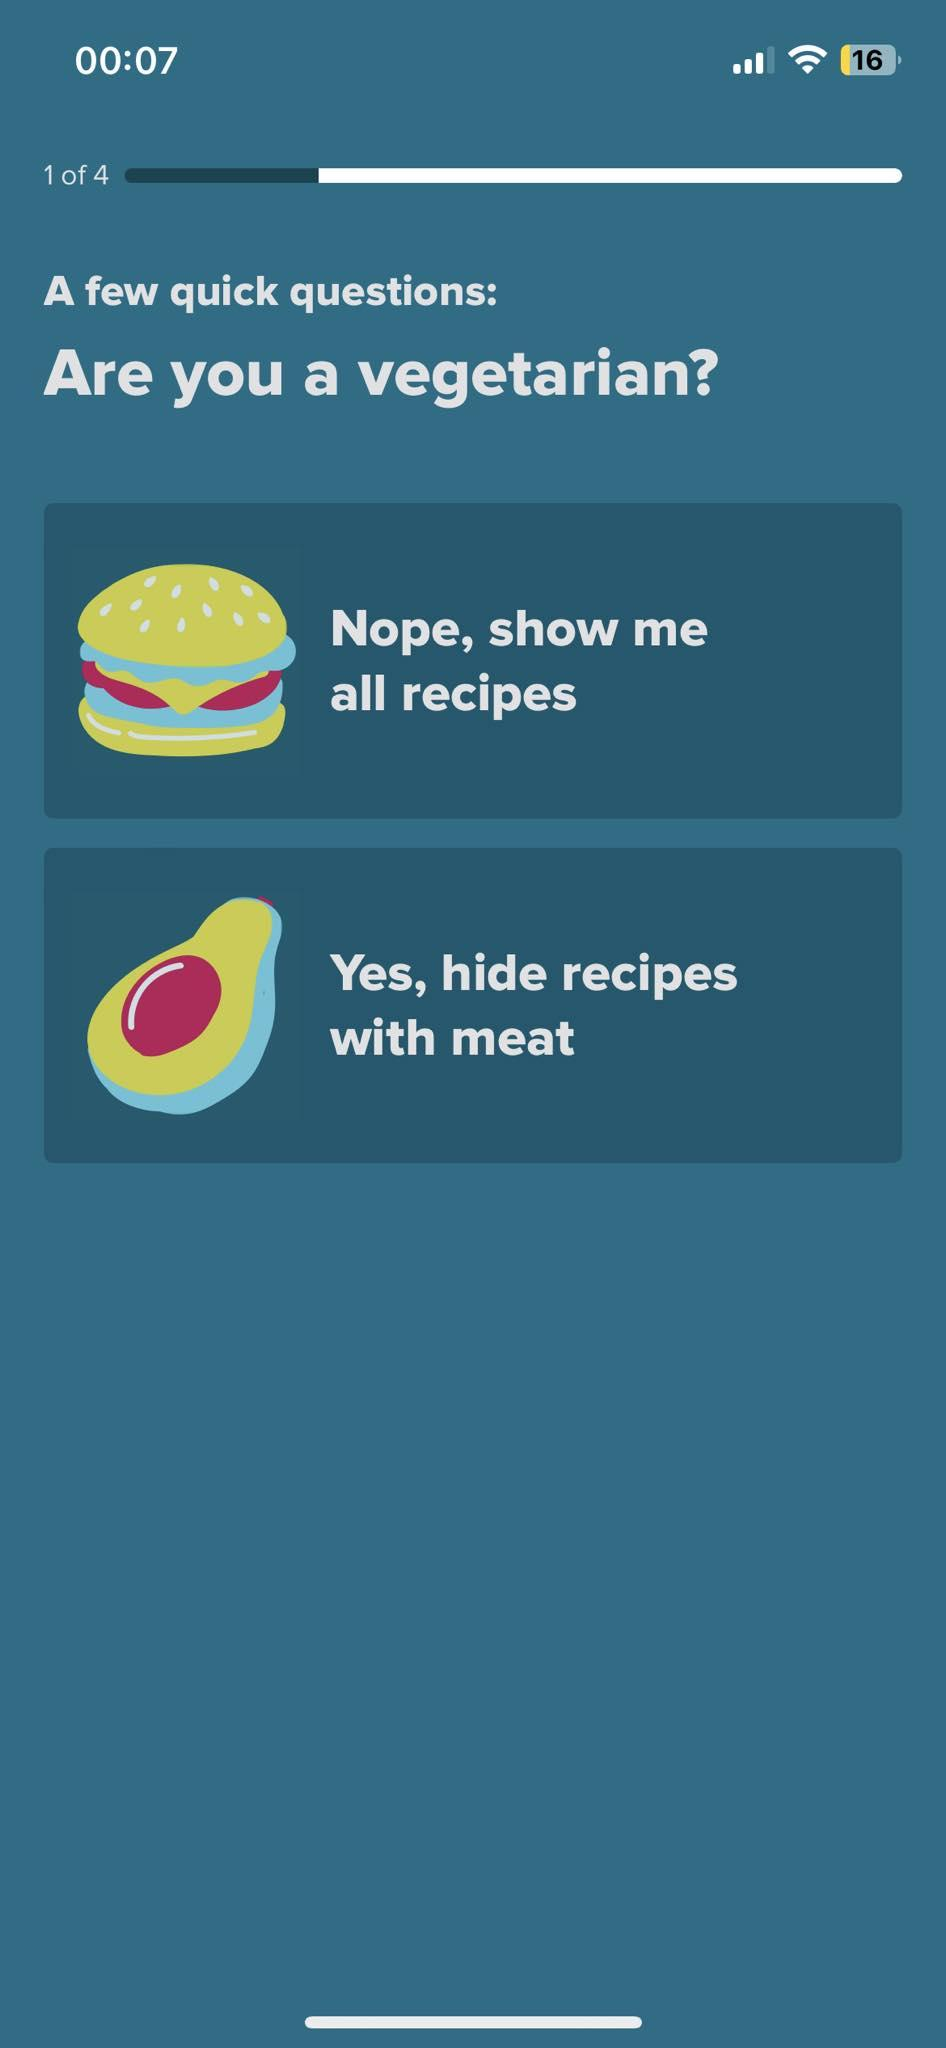 00:07
16
1 of 4
A few quick questions:
Are you a vegetarian?
Nope, show me
all recipes
Yes, hide recipes
with meat